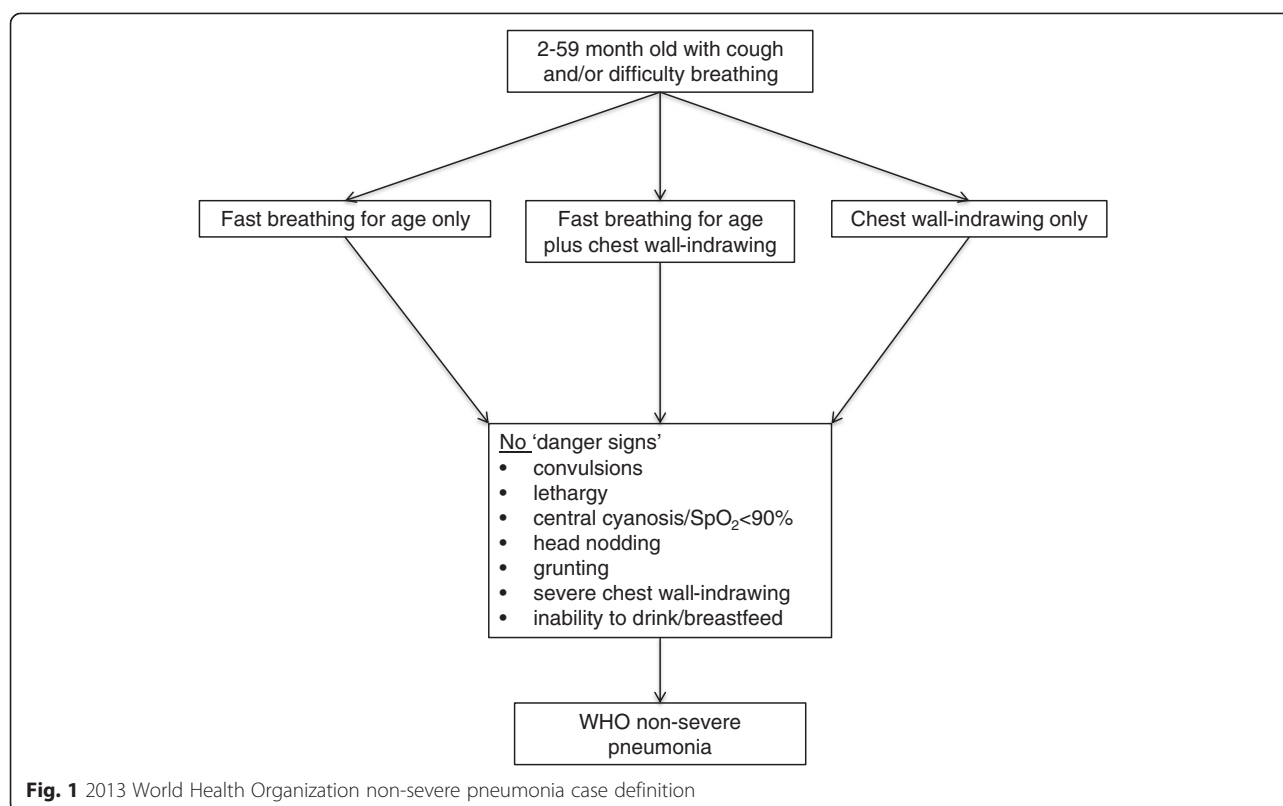 2-59 month old with cough
and/or difficulty breathing
Fast breathing for age only
Fast breathing for age
plus chest wall-indrawing
Chest wall-indrawing only
No 'danger signs'
• convulsions
• lethargy
• central cyanosis/SpO₂<90%
• head nodding
• grunting
• severe chest wall-indrawing
• inability to drink/breastfeed
WHO non-severe
pneumonia
Fig. 1 2013 World Health Organization non-severe pneumonia case definition